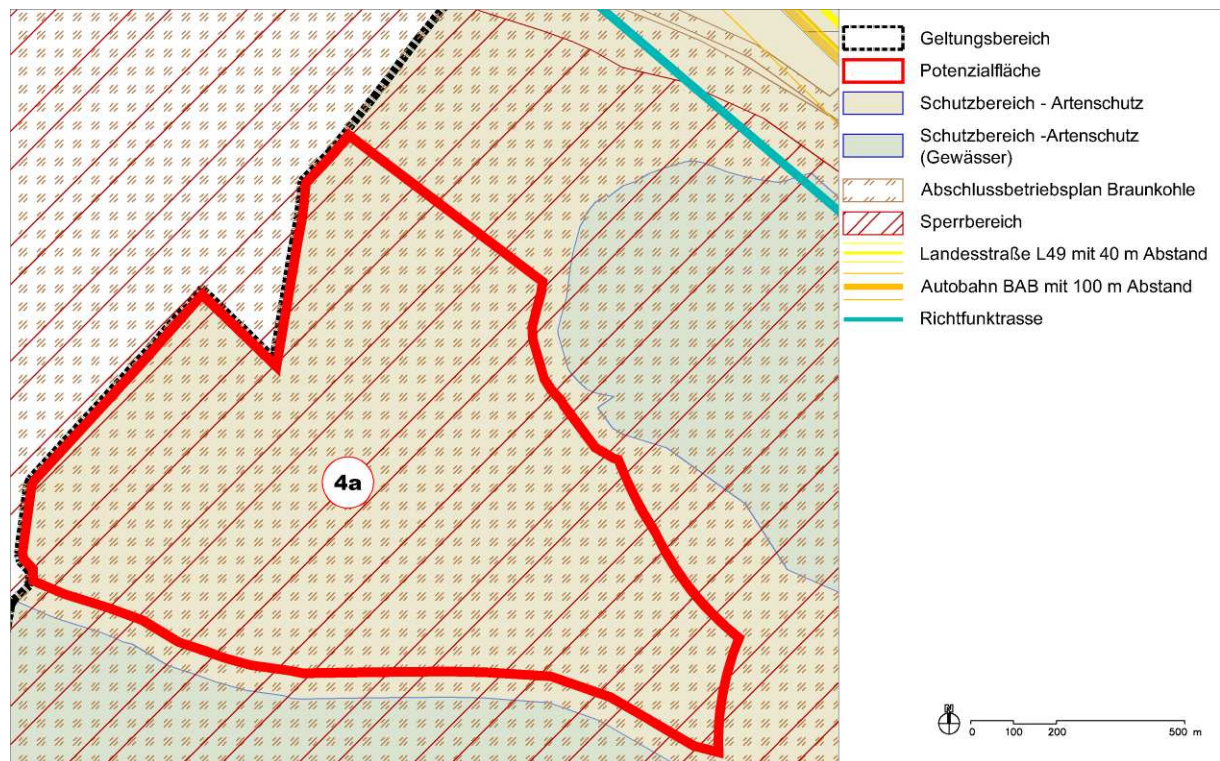 Geltungsbereich
Potenzialfläche
Schutzbereich - Artenschutz
Schutzbereich -Artenschutz
(Gewässer)
Abschlussbetriebsplan Braunkohle
Sperrbereich
Landesstraße L49 mit 40 m Abstand
Autobahn BAB mit 100 m Abstand
Richtfunktrasse
4a
N
0 100 200 500 m